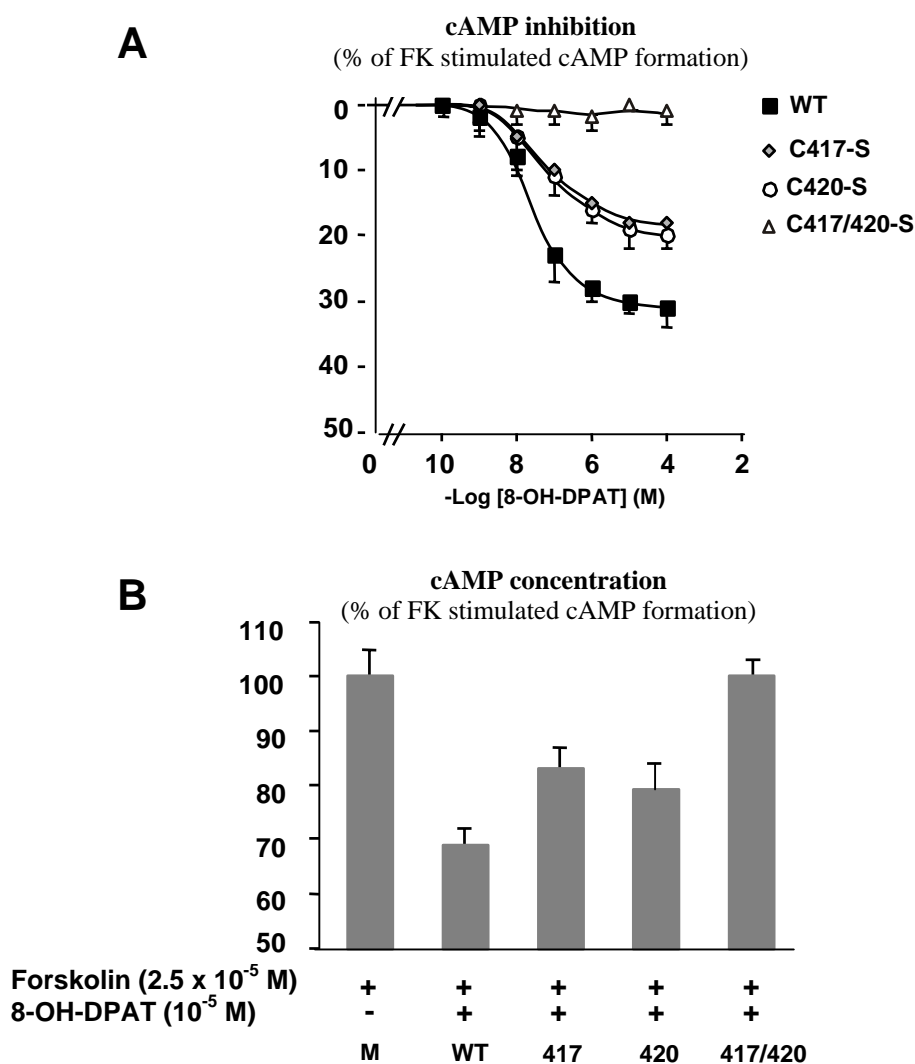 A
cAMP inhibition
(% of FK stimulated cAMP formation)
0
10
20
30
40 -
50 -
0 10 8 6 4 2
-Log [8-OH-DPAT] (M)
WT
C417-S
C420-S
C417/420-S
B
cAMP concentration
(% of FK stimulated cAMP formation)
110
100
90
80
70
60
50
Forskolin (2.5 x 10⁻⁵ M) + + + + +
8-OH-DPAT (10⁻⁵ M) - + + + +
M WT 417 420 417/420